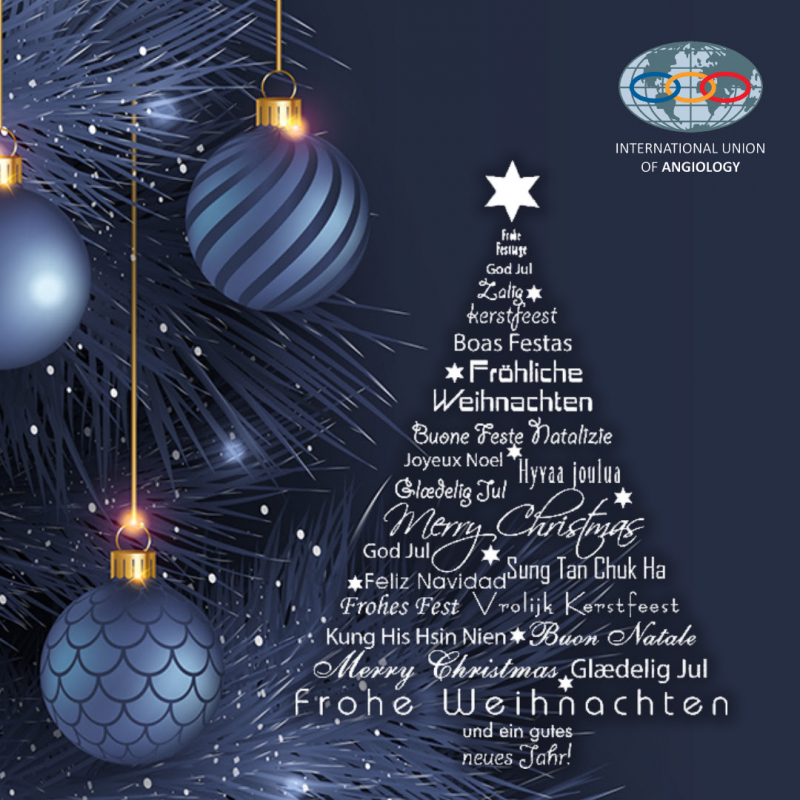 INTERNATIONAL UNION
OF ANGIOLOGY
Frohe
Festtage
God Jul
Zalig
kerstfeest
Boas Festas
Fröhliche
Weihnachten
Buone Feste Natalizie
Joyeux Noel
Hyvaa joulua
Glædelig Jul
Merry Christmas
God Jul
Sung Tan Chuk Ha
Feliz Navidad
Frohes Fest Vrolijk Kerstfeest
Kung His Hsin Nien Buon Natale
Merry Christmas Glædelig Jul
Frohe Weihnachten
und ein gutes
neues Jahr!